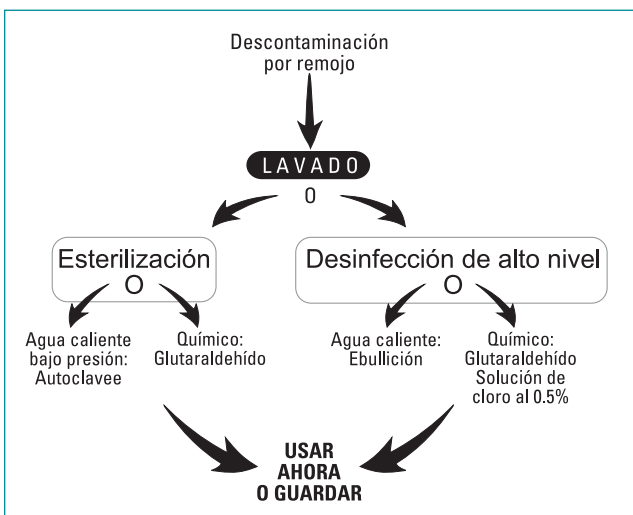 Descontaminación
por remojo
LAVADO
O
Esterilización
O
Desinfección de alto nivel
O
Agua caliente
bajo presión:
Autoclavee
Químico:
Glutaraldehído
Agua caliente:
Ebullición
Químico:
Glutaraldehído
Solución de
cloro al 0.5%
USAR
AHORA
O GUARDAR